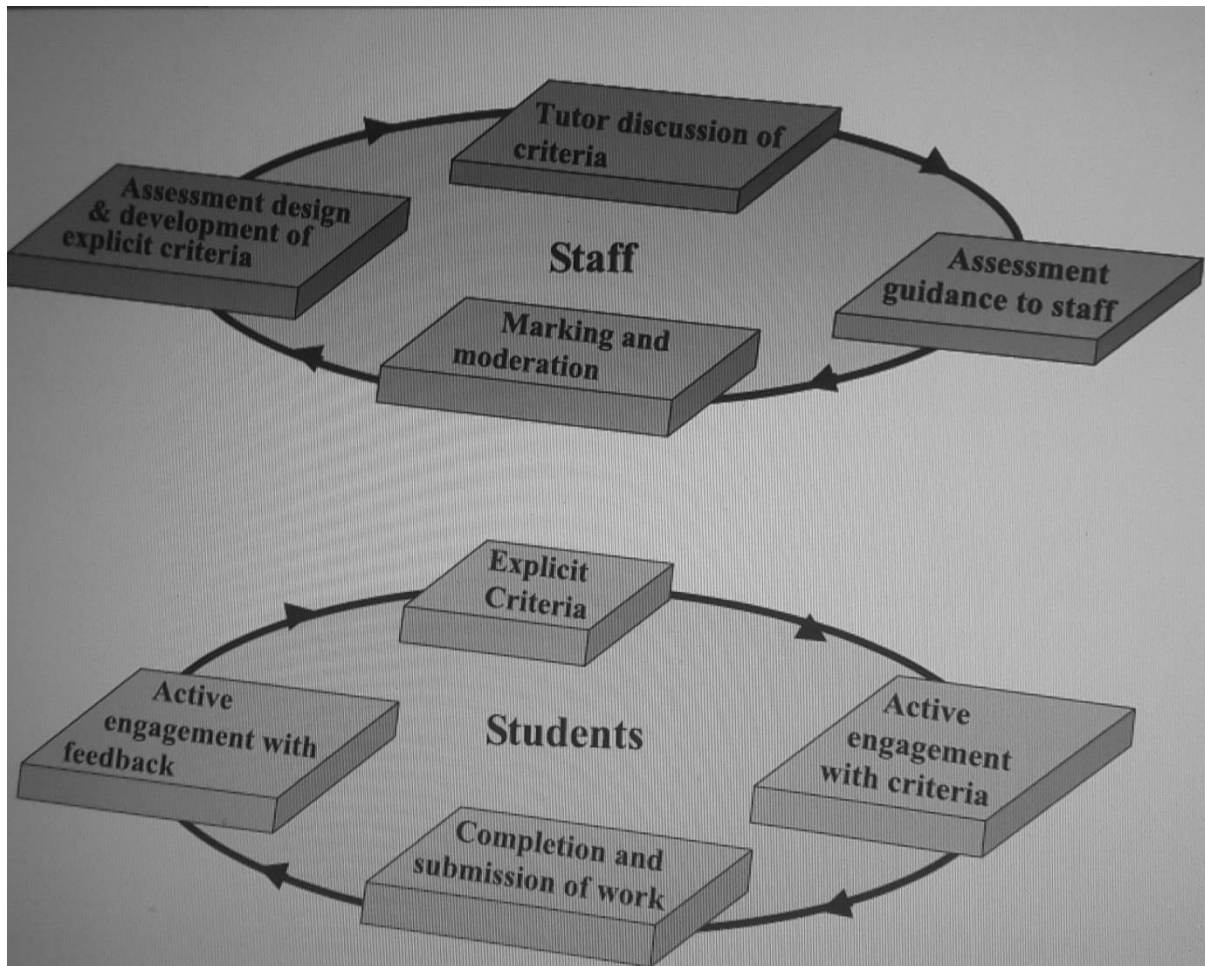 Tutor discussion of
criteria
Assessment design
& development of
explicit criteria
Staff
Assessment
guidance to staff
Marking and
moderation
Explicit
Criteria
Active
engagement with
feedback
Students
Active
engagement
with criteria
Completion and
submission of work